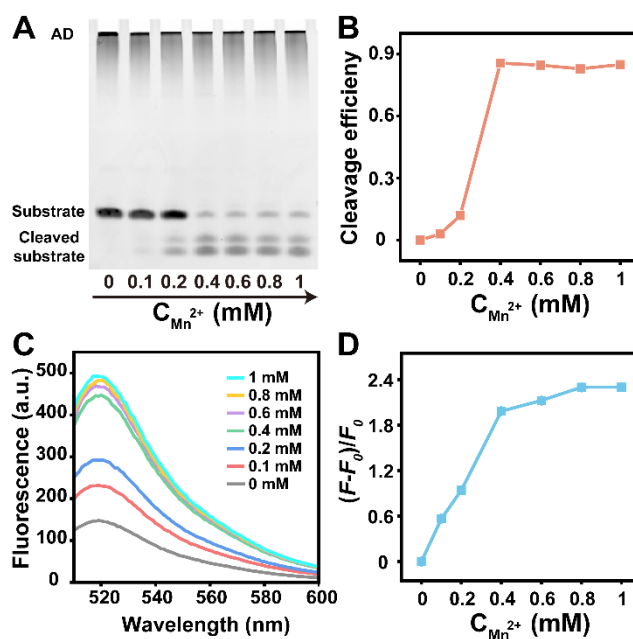 A
AD
Substrate
Cleaved
substrate
0 0.1 0.2 0.4 0.6 0.8 1
C Mn²⁺ (mM)
B
Cleavage efficieny
0.9
0.6
0.3
0
0 0.2 0.4 0.6 0.8 1
C Mn²⁺ (mM)
C
Fluorescence (a.u.)
500
400
300
200
100
0
1 mM
0.8 mM
0.6 mM
0.4 mM
0.2 mM
0.1 mM
0 mM
520 540 560 580 600
Wavelength (nm)
D
(F-F₀)/F₀
2.4
1.8
1.2
0.6
0
0 0.2 0.4 0.6 0.8 1
C Mn²⁺ (mM)